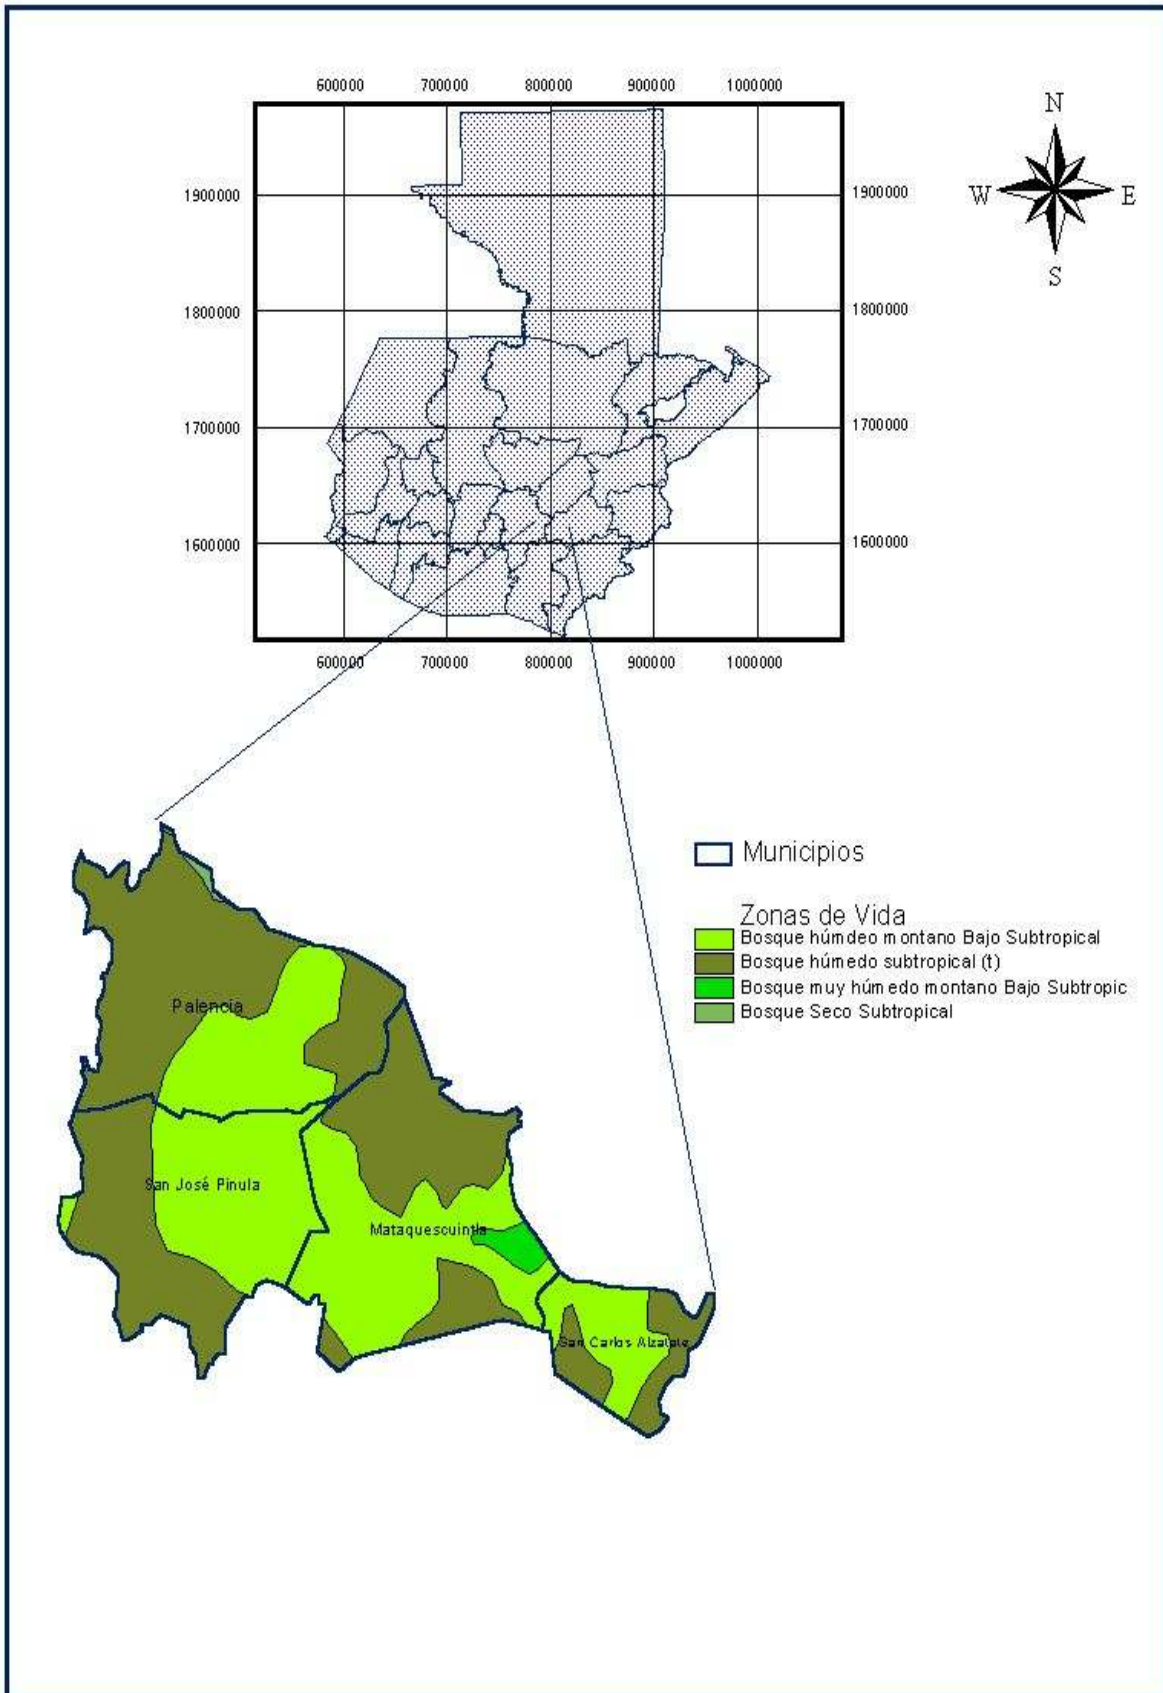 600000 700000 800000 900000 1000000
N
W E
S
1900000 1900000
1800000 1800000
1700000 1700000
1600000 1600000
600000 700000 800000 900000 1000000
Municipios
Zonas de Vida
Bosque húmdeo montano Bajo Subtropical
Bosque húmedo subtropical (t)
Bosque muy húmedo montano Bajo Subtropic
Bosque Seco Subtropical
Palencia
San José Pinula
Mataquescuintla
San Carlos Alzatate